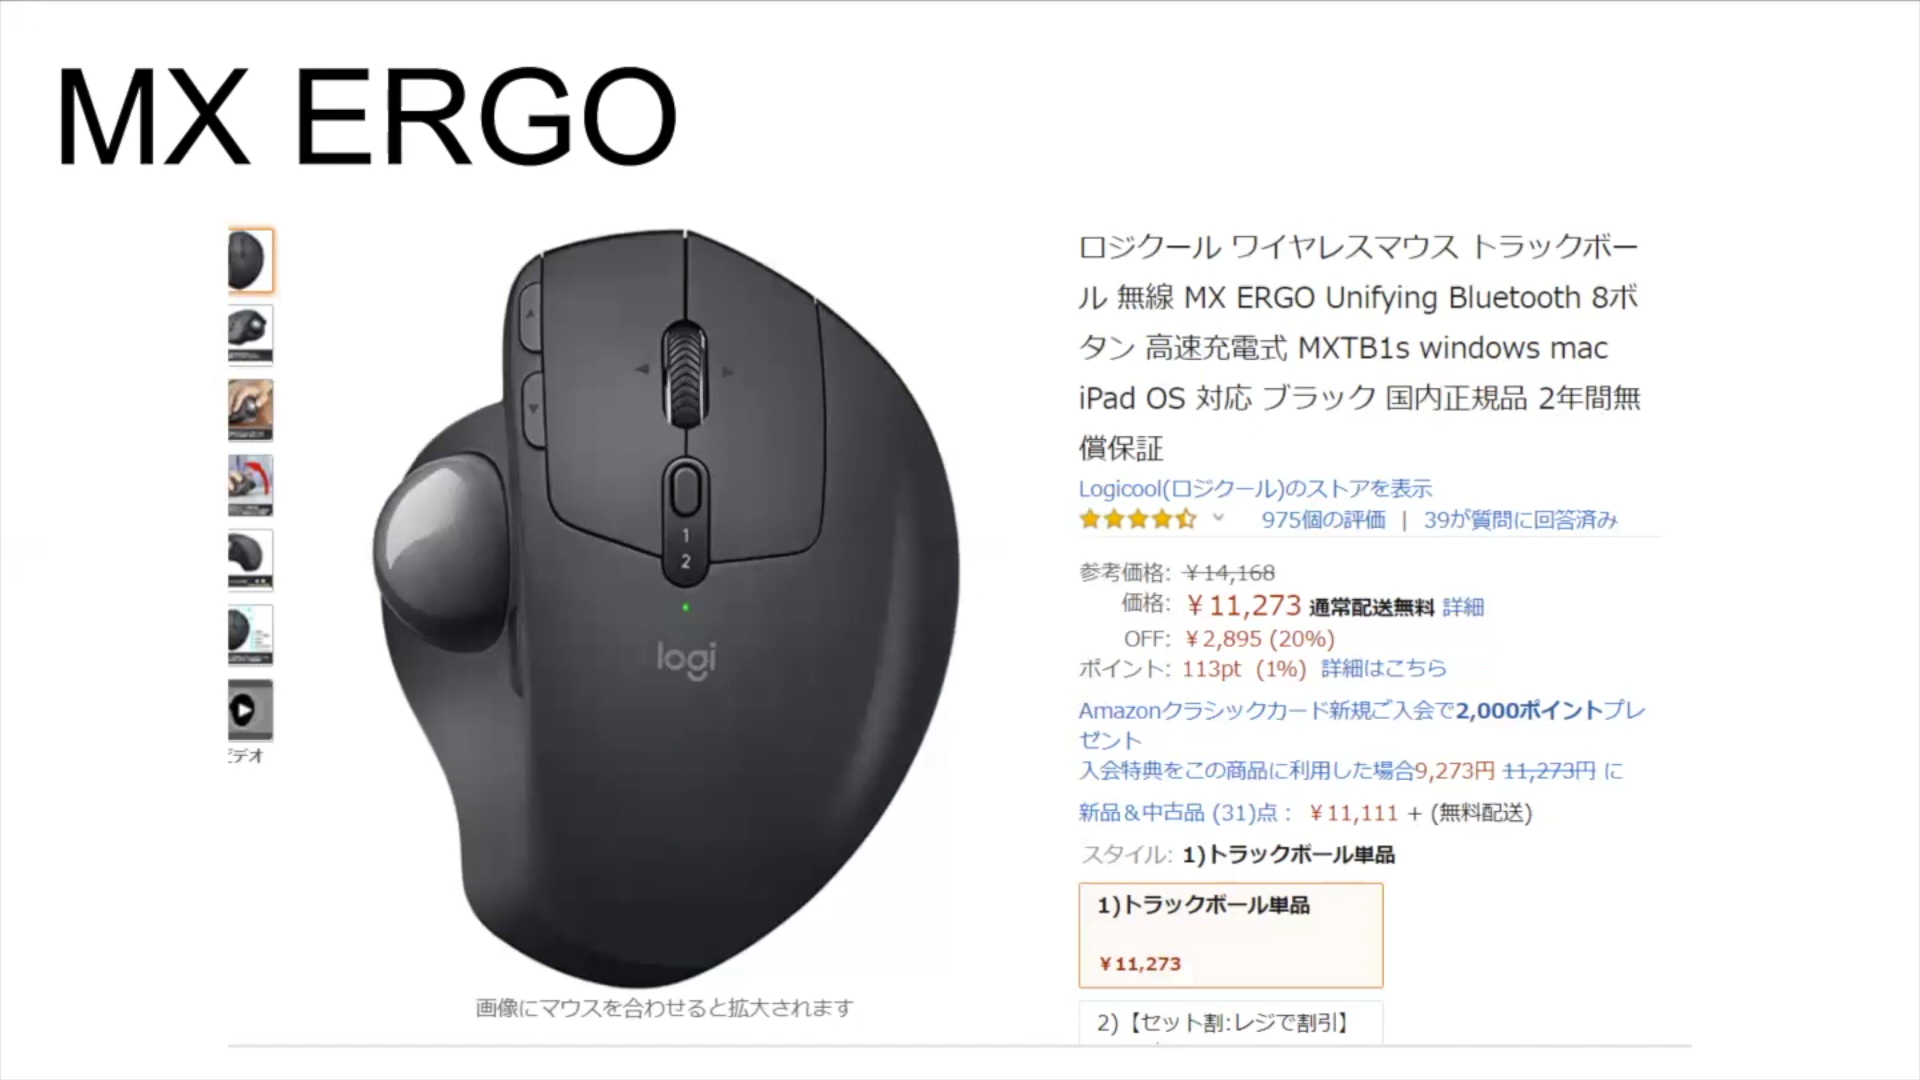 MX ERGO
ロジクール ワイヤレスマウス トラックボー
ル 無線 MX ERGO Unifying Bluetooth 8ボ
タン 高速充電式 MXTB1s windows mac
iPad OS 対応 ブラック 国内正規品 2年間無
償保証
Logicool(ロジクール)のストアを表示
975個の評価 | 39が質問に回答済み
参考価格: ￥14,168
価格: ￥11,273 通常配送無料 詳細
OFF: ￥2,895 (20%)
ポイント: 113pt (1%) 詳細はこちら
Amazonクラシックカード新規ご入会で2,000ポイントプレ
ゼント
入会特典をこの商品に利用した場合9,273円 11,273円 に
新品＆中古品 (31)点： ￥11,111 + (無料配送)
スタイル: 1)トラックボール単品
1)トラックボール単品
￥11,273
2)【セット割:レジで割引】
1
2
logi
デオ
画像にマウスを合わせると拡大されます